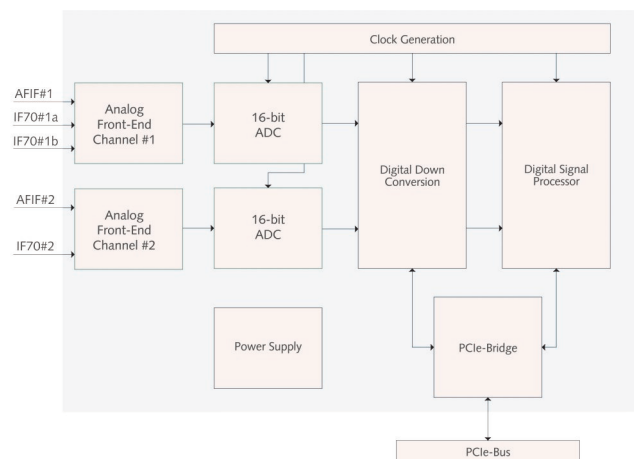 Clock Generation
AFIF#1
IF70#1a
IF70#1b
Analog
Front-End
Channel #1
16-bit
ADC
Digital Down
Conversion
Digital Signal
Processor
AFIF#2
IF70#2
Analog
Front-End
Channel #2
16-bit
ADC
Power Supply
PCIe-Bridge
PCIe-Bus